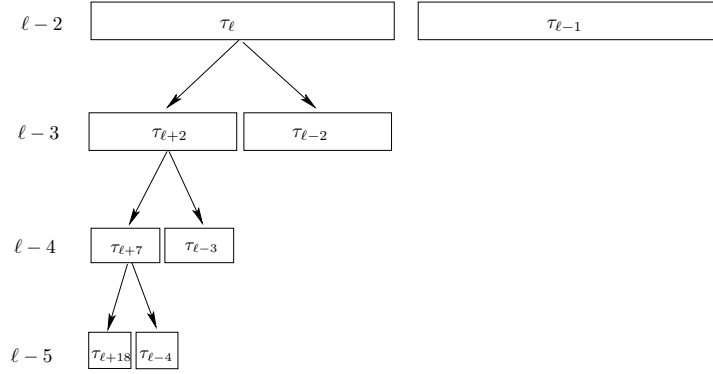 ℓ − 2 τ_ℓ τ_{ℓ−1}
ℓ − 3 τ_{ℓ+2} τ_{ℓ−2}
ℓ − 4 τ_{ℓ+7} τ_{ℓ−3}
ℓ − 5 τ_{ℓ+18} τ_{ℓ−4}